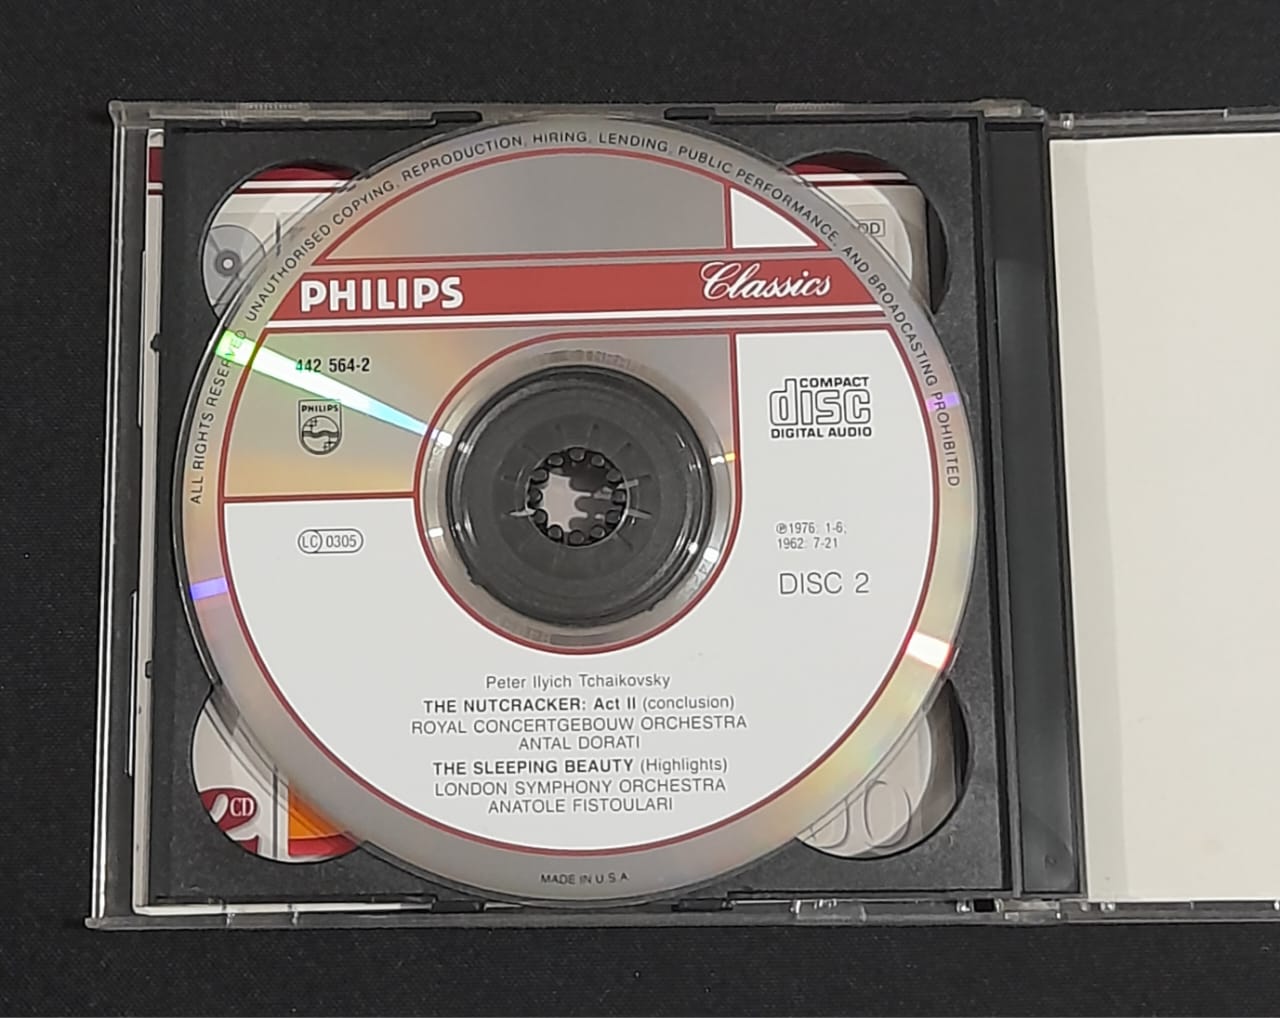 ALL RIGHTS RESERVED UNAUTHORISED COPYING, REPRODUCTION, HIRING, LENDING, PUBLIC PERFORMANCE, AND BROADCASTING PROHIBITED
PHILIPS Classics
442 564-2
PHILIPS
COMPACT
disc
DIGITAL AUDIO
LC 0305
℗1976: 1-6;
1962: 7-21
DISC 2
Peter Ilyich Tchaikovsky
THE NUTCRACKER: Act II (conclusion)
ROYAL CONCERTGEBOUW ORCHESTRA
ANTAL DORATI
THE SLEEPING BEAUTY (Highlights)
LONDON SYMPHONY ORCHESTRA
ANATOLE FISTOULARI
2 CD
MADE IN U.S.A.